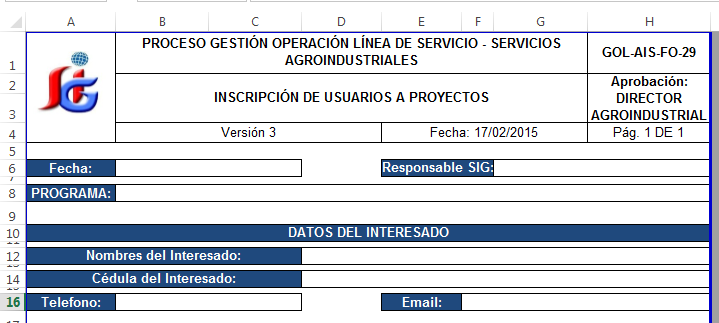 A B C D E F G H
1 PROCESO GESTIÓN OPERACIÓN LÍNEA DE SERVICIO - SERVICIOS
AGROINDUSTRIALES
GOL-AIS-FO-29
2
3
INSCRIPCIÓN DE USUARIOS A PROYECTOS
Aprobación:
DIRECTOR
AGROINDUSTRIAL
4 Versión 3 Fecha: 17/02/2015 Pág. 1 DE 1
5
6 Fecha: Responsable SIG:
8 PROGRAMA:
9
10 DATOS DEL INTERESADO
12 Nombres del Interesado:
14 Cédula del Interesado:
16 Telefono: Email: